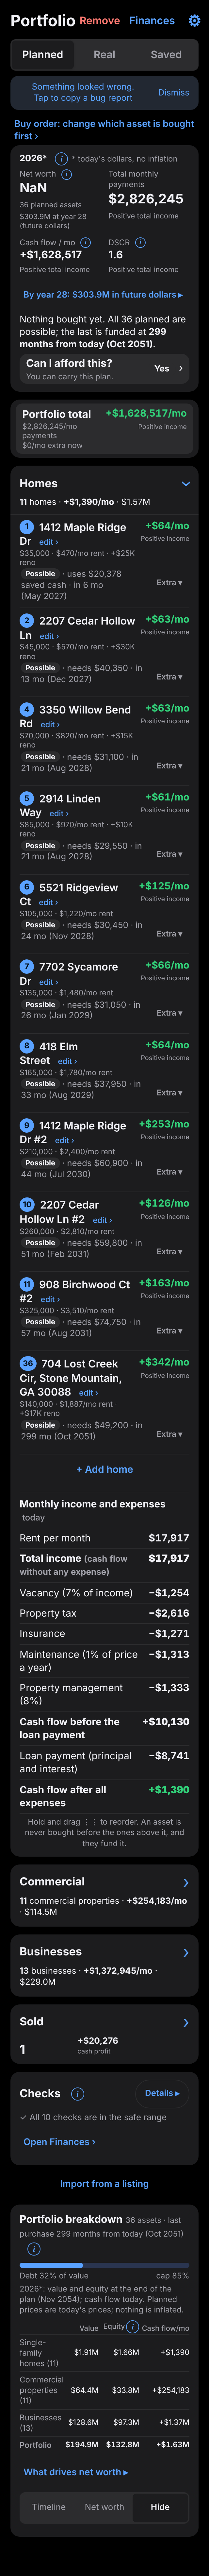 Portfolio Remove Finances
Planned Real Saved
Something looked wrong.
Tap to copy a bug report
Dismiss
Buy order: change which asset is bought
first ›
2026* i * today's dollars, no inflation
Net worth i
NaN
36 planned assets
$303.9M at year 28
(future dollars)
Total monthly
payments
$2,826,245
Positive total income
Cash flow / mo i
+$1,628,517
Positive total income
DSCR i
1.6
Positive total income
By year 28: $303.9M in future dollars ▸
Nothing bought yet. All 36 planned are
possible; the last is funded at 299
months from today (Oct 2051).
Can I afford this?
You can carry this plan.
Yes ›
Portfolio total
$2,826,245/mo
payments
$0/mo extra now
+$1,628,517/mo
Positive income
Homes
11 homes · +$1,390/mo · $1.57M
1 1412 Maple Ridge
Dr edit ›
$35,000 · $470/mo rent · +$25K
reno
Possible · uses $20,378
saved cash · in 6 mo
(May 2027)
+$64/mo
Positive income
Extra ▾
2 2207 Cedar Hollow
Ln edit ›
$45,000 · $570/mo rent · +$30K
reno
Possible · needs $40,350 · in
13 mo (Dec 2027)
+$63/mo
Positive income
Extra ▾
4 3350 Willow Bend
Rd edit ›
$70,000 · $820/mo rent · +$15K
reno
Possible · needs $31,100 · in
21 mo (Aug 2028)
+$63/mo
Positive income
Extra ▾
5 2914 Linden
Way edit ›
$85,000 · $970/mo rent · +$10K
reno
Possible · needs $29,550 · in
21 mo (Aug 2028)
+$61/mo
Positive income
Extra ▾
6 5521 Ridgeview
Ct edit ›
$105,000 · $1,220/mo rent
Possible · needs $30,450 · in
24 mo (Nov 2028)
+$125/mo
Positive income
Extra ▾
7 7702 Sycamore
Dr edit ›
$135,000 · $1,480/mo rent
Possible · needs $31,050 · in
26 mo (Jan 2029)
+$66/mo
Positive income
Extra ▾
8 418 Elm
Street edit ›
$165,000 · $1,780/mo rent
Possible · needs $37,950 · in
33 mo (Aug 2029)
+$64/mo
Positive income
Extra ▾
9 1412 Maple Ridge
Dr #2 edit ›
$210,000 · $2,400/mo rent
Possible · needs $60,900 · in
44 mo (Jul 2030)
+$253/mo
Positive income
Extra ▾
10 2207 Cedar
Hollow Ln #2 edit ›
$260,000 · $2,810/mo rent
Possible · needs $59,800 · in
51 mo (Feb 2031)
+$126/mo
Positive income
Extra ▾
11 908 Birchwood Ct
#2 edit ›
$325,000 · $3,510/mo rent
Possible · needs $74,750 · in
57 mo (Aug 2031)
+$163/mo
Positive income
Extra ▾
36 704 Lost Creek
Cir, Stone Mountain,
GA 30088 edit ›
$140,000 · $1,887/mo rent ·
+$17K reno
Possible · needs $49,200 · in
299 mo (Oct 2051)
+$342/mo
Positive income
Extra ▾
+ Add home
Monthly income and expenses
today
Rent per month $17,917
Total income (cash flow
without any expense) $17,917
Vacancy (7% of income) −$1,254
Property tax −$2,616
Insurance −$1,271
Maintenance (1% of price
a year) −$1,313
Property management
(8%) −$1,333
Cash flow before the
loan payment +$10,130
Loan payment (principal
and interest) −$8,741
Cash flow after all
expenses +$1,390
Hold and drag ⋮⋮ to reorder. An asset is
never bought before the ones above it, and
they fund it.
Commercial ›
11 commercial properties · +$254,183/mo
· $114.5M
Businesses ›
13 businesses · +$1,372,945/mo ·
$229.0M
Sold ›
1
+$20,276
cash profit
Checks i Details ▸
✓ All 10 checks are in the safe range
Open Finances ›
Import from a listing
Portfolio breakdown 36 assets · last
purchase 299 months from today (Oct 2051)
i
Debt 32% of value cap 85%
2026*: value and equity at the end of the
plan (Nov 2054); cash flow today. Planned
prices are today's prices; nothing is inflated.
Value Equity i Cash flow/mo
Single-
family
homes (11) $1.91M $1.66M +$1,390
Commercial
properties
(11) $64.4M $33.8M +$254,183
Businesses
(13) $128.6M $97.3M +$1.37M
Portfolio $194.9M $132.8M +$1.63M
What drives net worth ▸
Timeline Net worth Hide